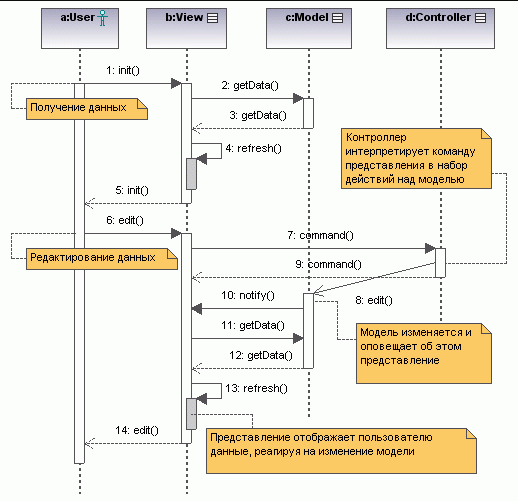 a:User
b:View
c:Model
d:Controller
1: init()
2: getData()
Получение данных
3: getData()
Контроллер
интерпретирует команду
представления в набор
действий над моделью
4: refresh()
5: init()
6: edit()
7: command()
Редактирование данных
9: command()
10: notify()
8: edit()
11: getData()
Модель изменяется и
оповещает об этом
представление
12: getData()
13: refresh()
14: edit()
Представление отображает пользователю
данные, реагируя на изменение модели